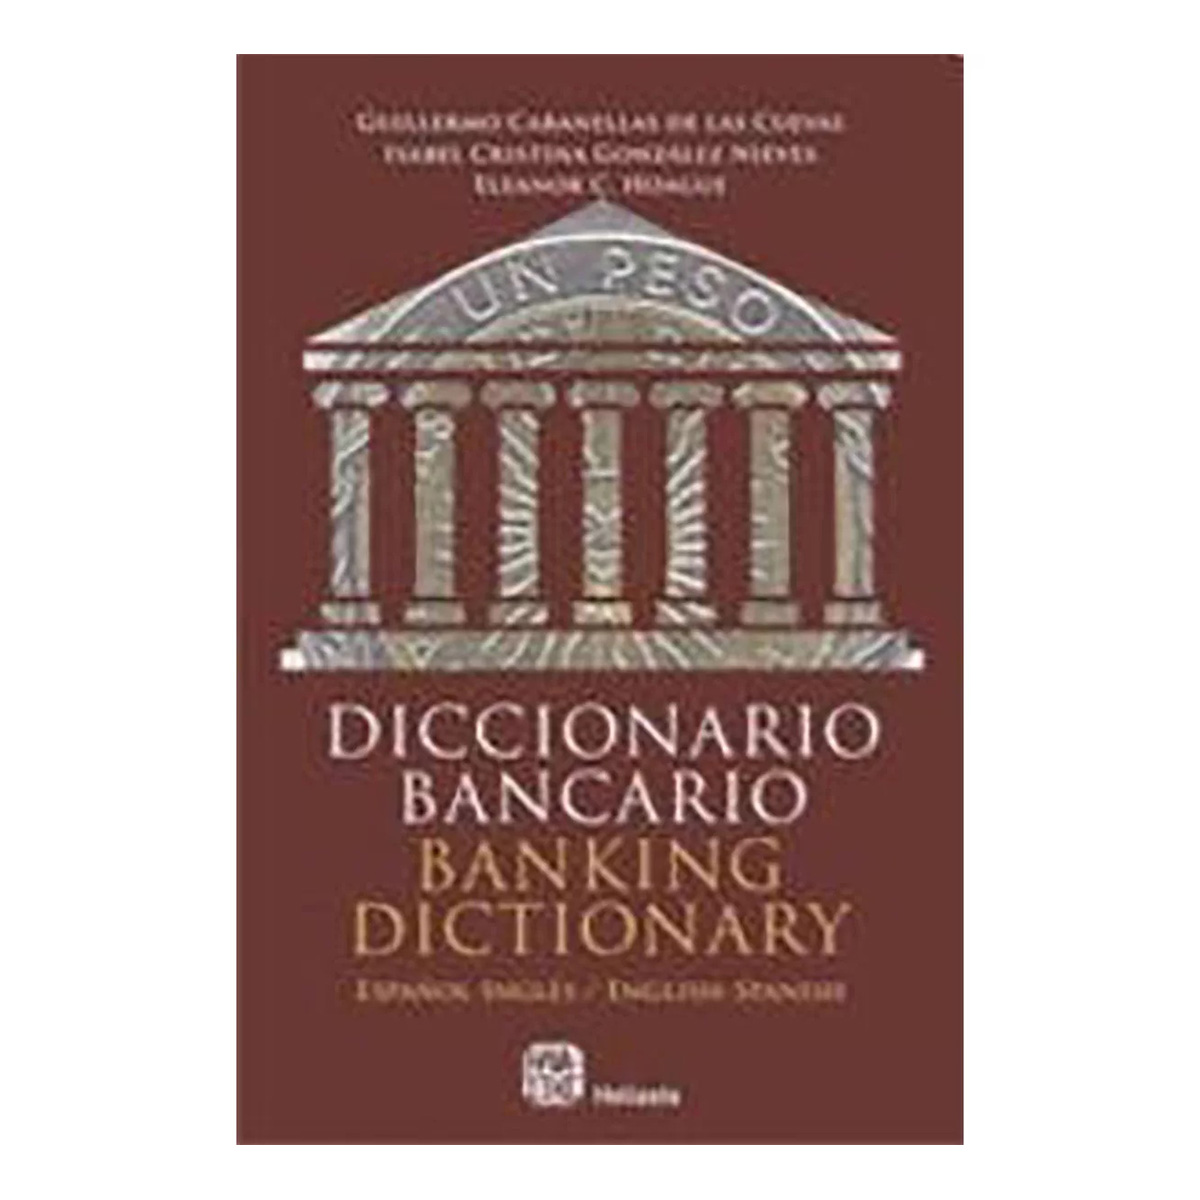 GUILLERMO CABANELLAS DE LAS CUEVAS
YSABEL CRISTINA GONZÁLEZ NIEVES
ELEANOR C. HOAGUE
UN PESO
DICCIONARIO
BANCARIO
BANKING
DICTIONARY
ESPAÑOL-INGLÉS / ENGLISH-SPANISH
Heliasta